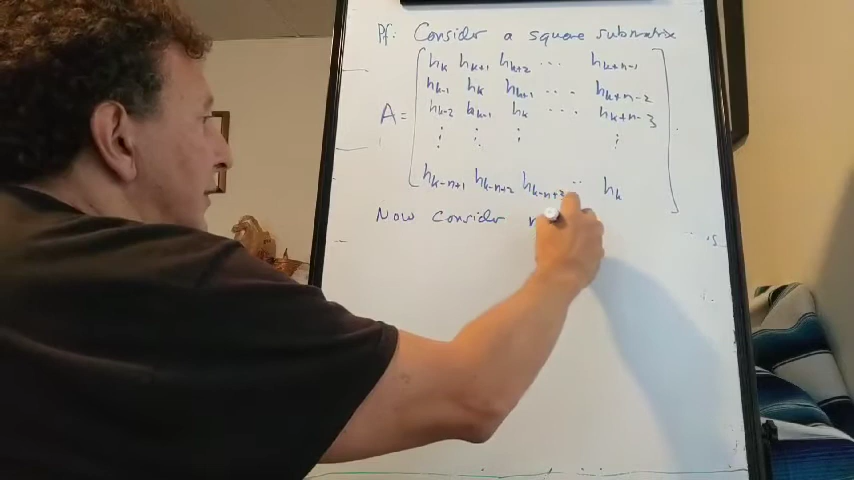 Pf: Consider a square submatrix
h_k h_{k+1} h_{k+2} ... h_{k+n-1}
h_{k-1} h_k h_{k+1} ... h_{k+n-2}
A = h_{k-2} h_{k-1} h_k ... h_{k+n-3}
⋮ ⋮ ⋮ ⋮
h_{k-n+1} h_{k-n+2} h_{k-n+3} ... h_k
Now Consider